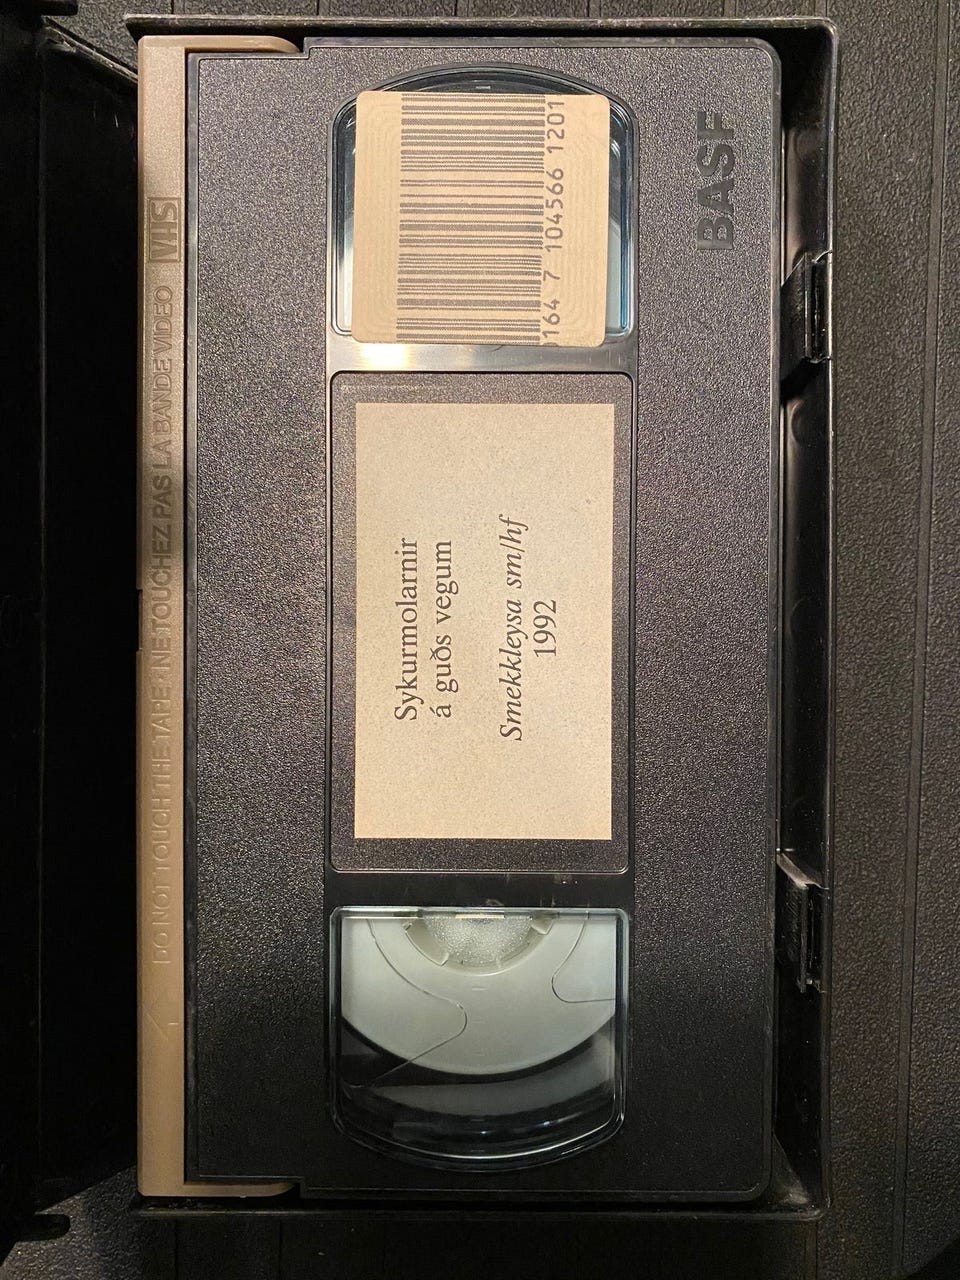 0164 7 104566 1201
BASF
Sykurmolarnir
á guðs vegum
Smekkleysa sm/hf
1992
DO NOT TOUCH THE TAPE • NE TOUCHEZ PAS LA BANDE VIDEO VHS